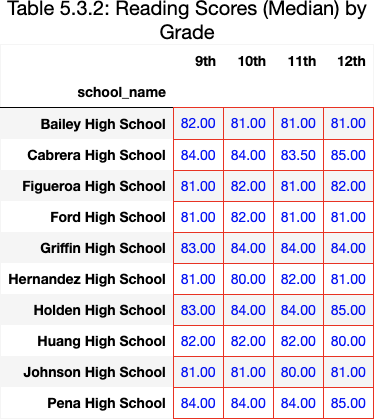 Table 5.3.2: Reading Scores (Median) by
Grade
9th 10th 11th 12th
school_name
Bailey High School 82.00 81.00 81.00 81.00
Cabrera High School 84.00 84.00 83.50 85.00
Figueroa High School 81.00 82.00 81.00 82.00
Ford High School 81.00 82.00 81.00 81.00
Griffin High School 83.00 84.00 84.00 84.00
Hernandez High School 81.00 80.00 82.00 81.00
Holden High School 83.00 84.00 84.00 85.00
Huang High School 82.00 82.00 82.00 80.00
Johnson High School 81.00 81.00 80.00 81.00
Pena High School 84.00 84.00 84.00 85.00